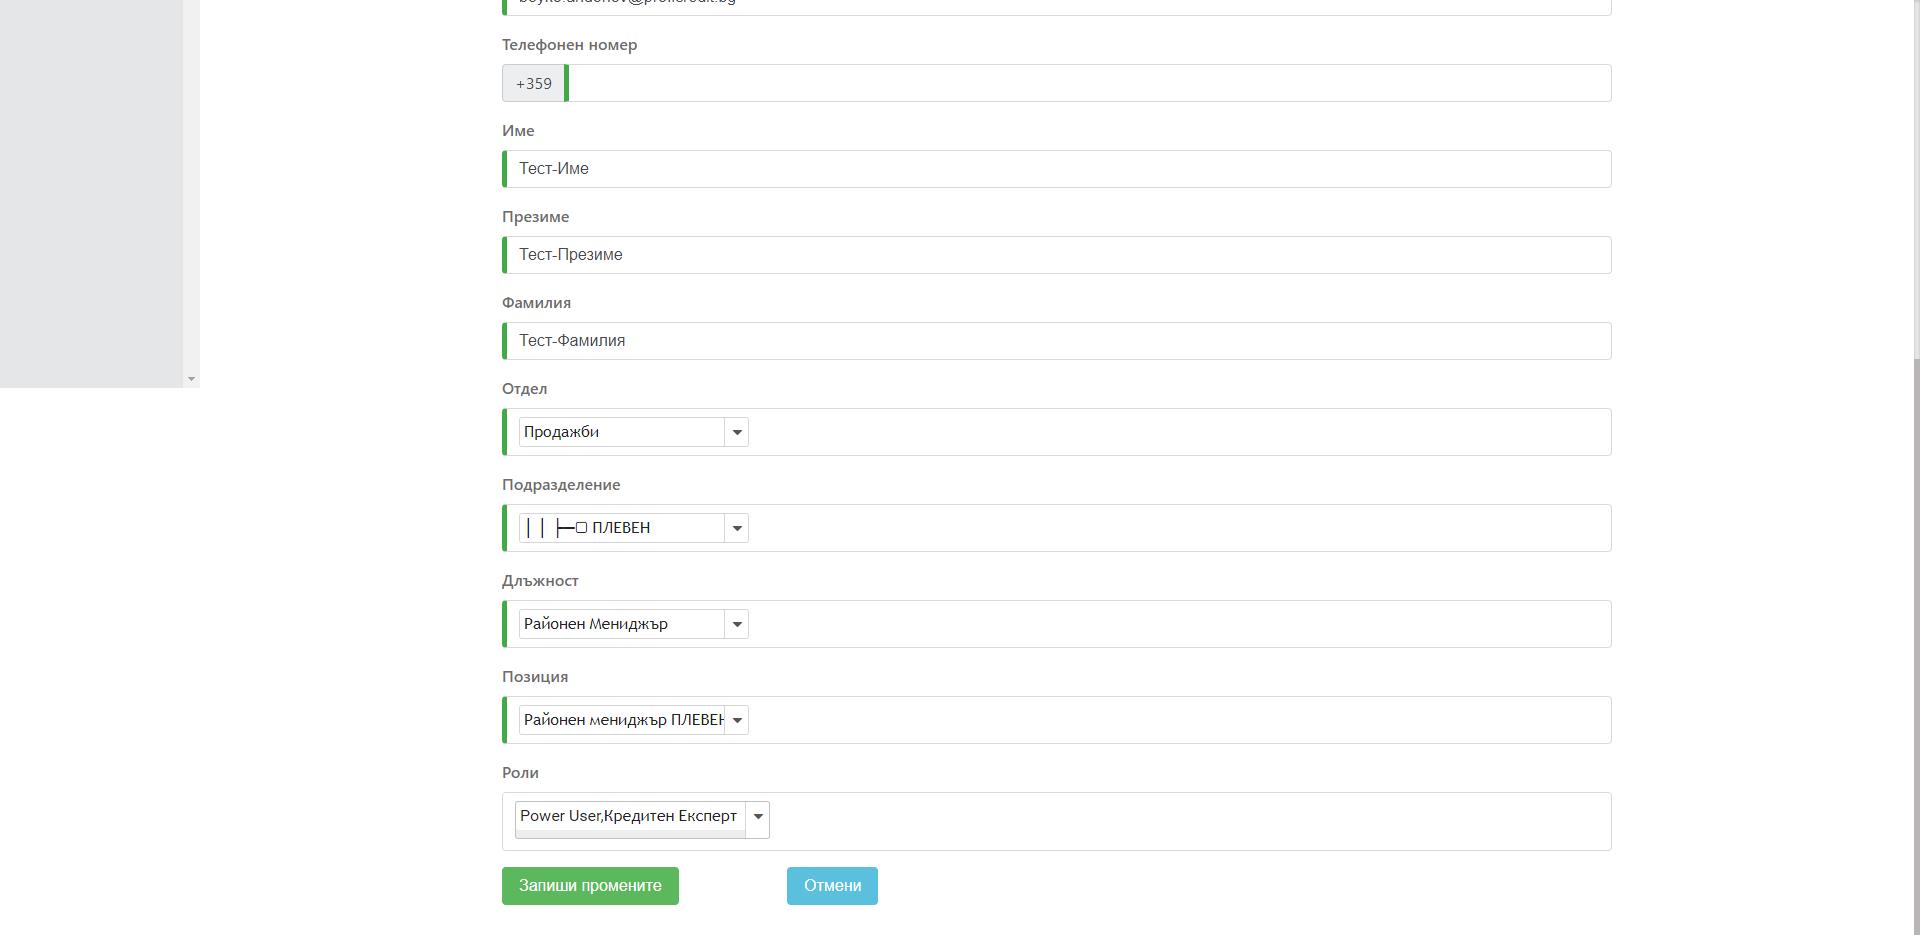 Телефонен номер
+359
Име
Тест-Име
Презиме
Тест-Презиме
Фамилия
Тест-Фамилия
Отдел
Продажби
Подразделение
│ │ ├─▢ ПЛЕВЕН
Длъжност
Районен Мениджър
Позиция
Районен мениджър ПЛЕВЕН
Роли
Power User,Кредитен Експерт
Запиши промените
Отмени